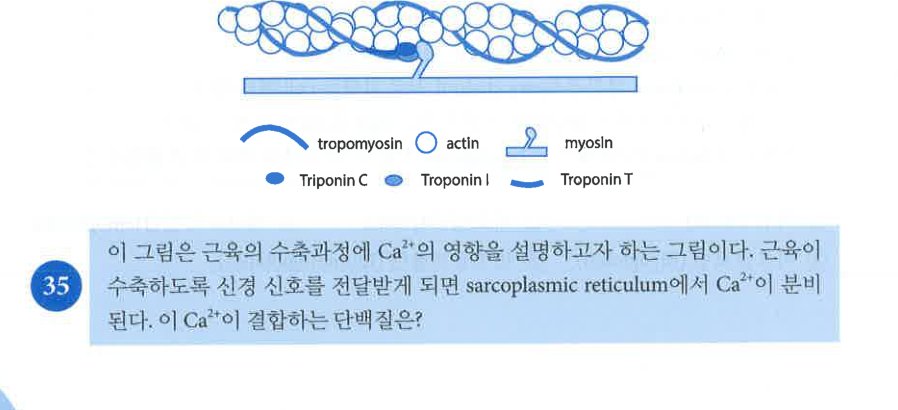 tropomyosin actin myosin
Triponin C Troponin I Troponin T
35
이 그림은 근육의 수축과정에 Ca²⁺의 영향을 설명하고자 하는 그림이다. 근육이
수축하도록 신경 신호를 전달받게 되면 sarcoplasmic reticulum에서 Ca²⁺이 분비
된다. 이 Ca²⁺이 결합하는 단백질은?